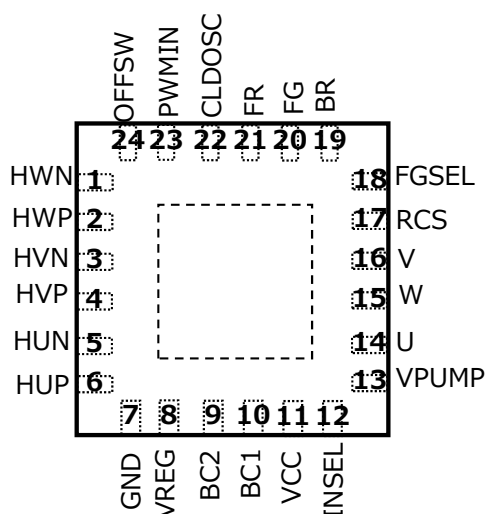 OFFSW PWMIN CLDOSC FR FG BR
24 23 22 21 20 19
HWN 1 18 FGSEL
HWP 2 17 RCS
HVN 3 16 V
HVP 4 15 W
HUN 5 14 U
HUP 6 13 VPUMP
7 8 9 10 11 12
GND VREG BC2 BC1 VCC INSEL